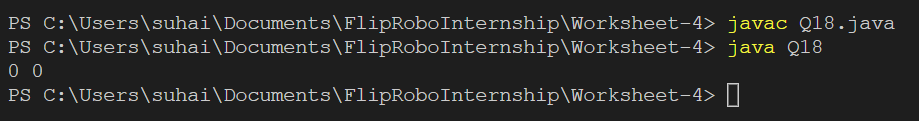 PS C:\Users\suhai\Documents\FlipRoboInternship\Worksheet-4> javac Q18.java
PS C:\Users\suhai\Documents\FlipRoboInternship\Worksheet-4> java Q18
0 0
PS C:\Users\suhai\Documents\FlipRoboInternship\Worksheet-4>